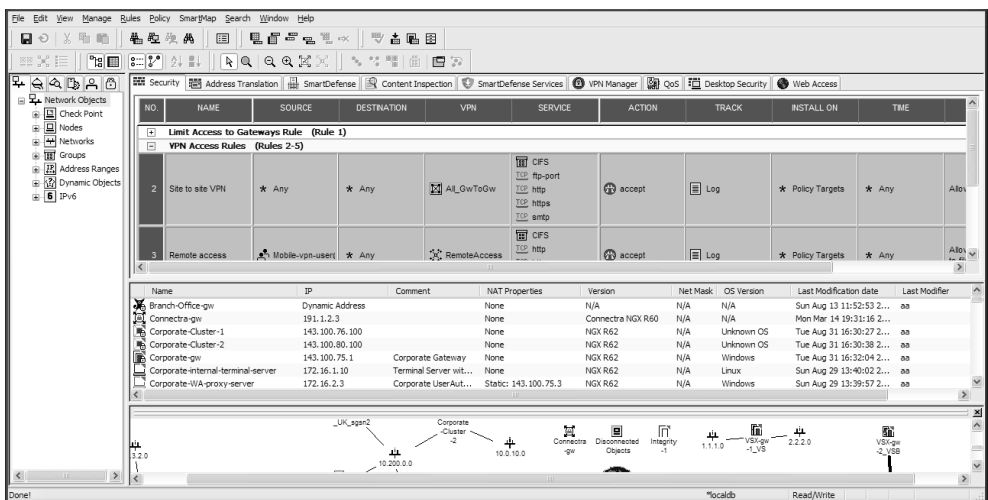 File Edit View Manage Rules Policy SmartMap Search Window Help
Security Address Translation SmartDefense Content Inspection SmartDefense Services VPN Manager QoS Desktop Security Web Access
Network Objects
Check Point
Nodes
Networks
Groups
Address Ranges
Dynamic Objects
IPv6
NO. NAME SOURCE DESTINATION VPN SERVICE ACTION TRACK INSTALL ON TIME
Limit Access to Gateways Rule (Rule 1)
VPN Access Rules (Rules 2-5)
2 Site to site VPN * Any * Any All_GwToGw CIFS accept Log * Policy Targets * Any
TCP ftp-port
TCP http
TCP https
TCP smtp
3 Remote access Mobile-vpn-user( * Any RemoteAccess CIFS accept Log * Policy Targets * Any
TCP http
Name IP Comment NAT Properties Version Net Mask OS Version Last Modification date Last Modifier
Branch-Office-gw Dynamic Address None N/A N/A N/A Sun Aug 13 11:52:53 2... aa
Connectra-gw 191.1.2.3 None Connectra NGX R60 N/A N/A Mon Mar 14 19:31:16 2...
Corporate-Cluster-1 143.100.76.100 None NGX R62 N/A Unknown OS Tue Aug 31 16:30:27 2... aa
Corporate-Cluster-2 143.100.80.100 None NGX R62 N/A Unknown OS Tue Aug 31 16:30:38 2... aa
Corporate-gw 143.100.75.1 Corporate Gateway None NGX R62 N/A Windows Tue Aug 31 16:32:04 2... aa
Corporate-internal-terminal-server 172.16.1.10 Terminal Server wit... None NGX R62 N/A Linux Sun Aug 29 13:40:02 2... aa
Corporate-WA-proxy-server 172.16.2.3 Corporate UserAut... Static: 143.100.75.3 NGX R62 N/A Windows Sun Aug 29 13:39:57 2... aa
_UK_sgsn2
Corporate
-Cluster
-2
3.2.0
10.200.0.0
10.0.10.0
Connectra
-gw
Disconnected
Objects
Integrity
-1
1.1.1.0
VSX-gw
-1_VS
2.2.2.0
VSX-gw
-2_VSB
Done! *localdb Read/Write